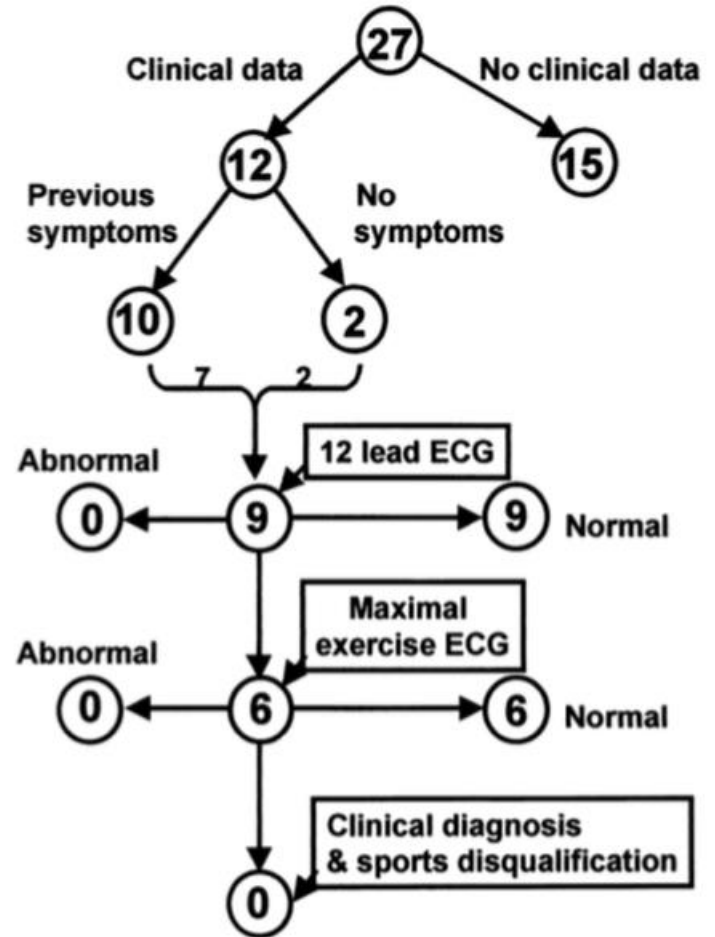 27
Clinical data
No clinical data
12
15
Previous
symptoms
No
symptoms
10
2
7
2
12 lead ECG
Abnormal
0
9
9
Normal
Maximal
exercise ECG
Abnormal
0
6
6
Normal
Clinical diagnosis
& sports disqualification
0